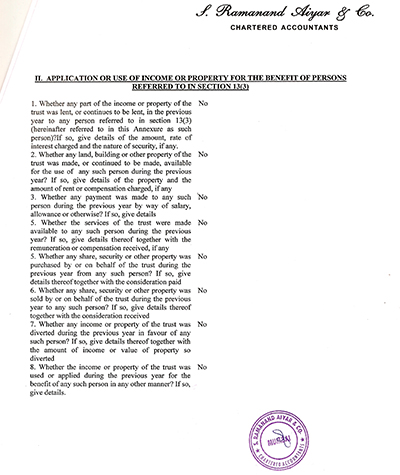 S. Ramanand Aiyar & Co.
CHARTERED ACCOUNTANTS
II. APPLICATION OR USE OF INCOME OR PROPERTY FOR THE BENEFIT OF PERSONS
REFERRED TO IN SECTION 13(3)
1. Whether any part of the income or property of the No
trust was lent, or continues to be lent, in the previous
year to any person referred to in section 13(3)
(hereinafter referred to in this Annexure as such
person)?If so, give details of the amount, rate of
interest charged and the nature of security, if any.
2. Whether any land, building or other property of the No
trust was made, or continued to be made, available
for the use of any such person during the previous
year? If so, give details of the property and the
amount of rent or compensation charged, if any
3. Whether any payment was made to any such No
person during the previous year by way of salary,
allowance or otherwise? If so, give details
5. Whether the services of the trust were made No
available to any such person during the previous
year? If so, give details thereof together with the
remuneration or compensation received, if any
5. Whether any share, security or other property was No
purchased by or on behalf of the trust during the
previous year from any such person? If so, give
details thereof together with the consideration paid
6. Whether any share, security or other property was No
sold by or on behalf of the trust during the previous
year to any such person? If so, give details thereof
together with the consideration received
7. Whether any income or property of the trust was No
diverted during the previous year in favour of any
such person? If so, give details thereof together with
the amount of income or value of property so
diverted
8. Whether the income or property of the trust was No
used or applied during the previous year for the
benefit of any such person in any other manner? If so,
give details.
S. RAMANAND AIYAR & CO.
MUMBAI
CHARTERED ACCOUNTANTS